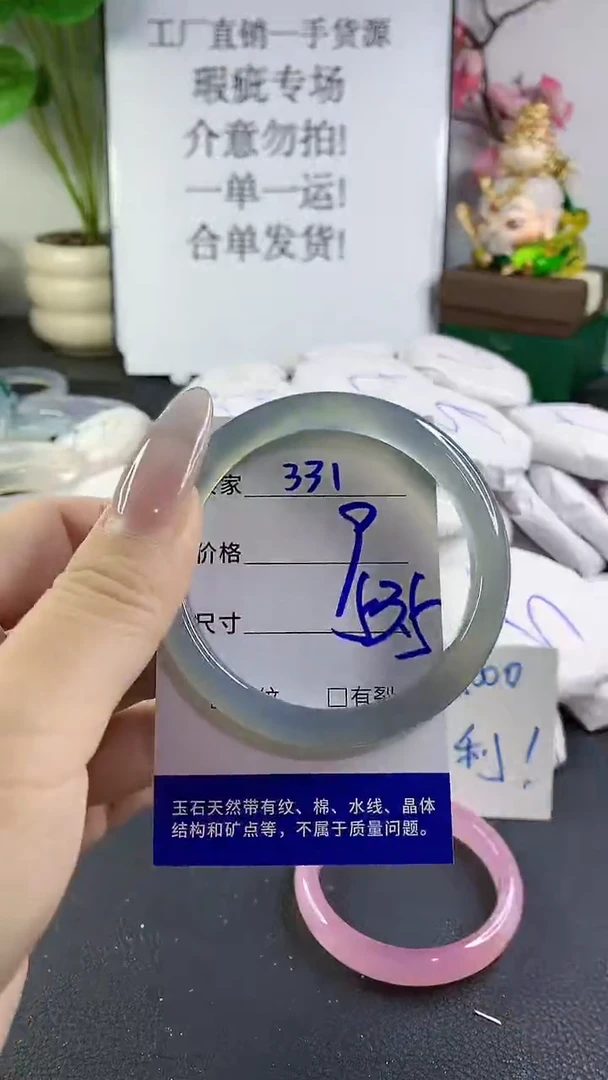 工厂直销一手货源
瑕疵专场
介意勿拍!
一单一运!
合单发货!
家 331
价格
尺寸 535
纹 □有裂
000
利!
玉石天然带有纹、棉、水线、晶体
结构和矿点等，不属于质量问题。